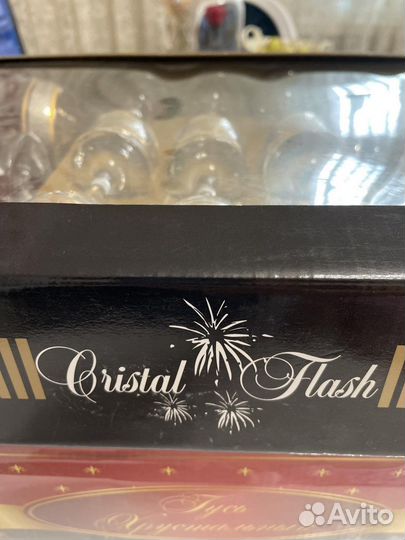 Cristal Flash
Гусь
Хрустальный
Avito